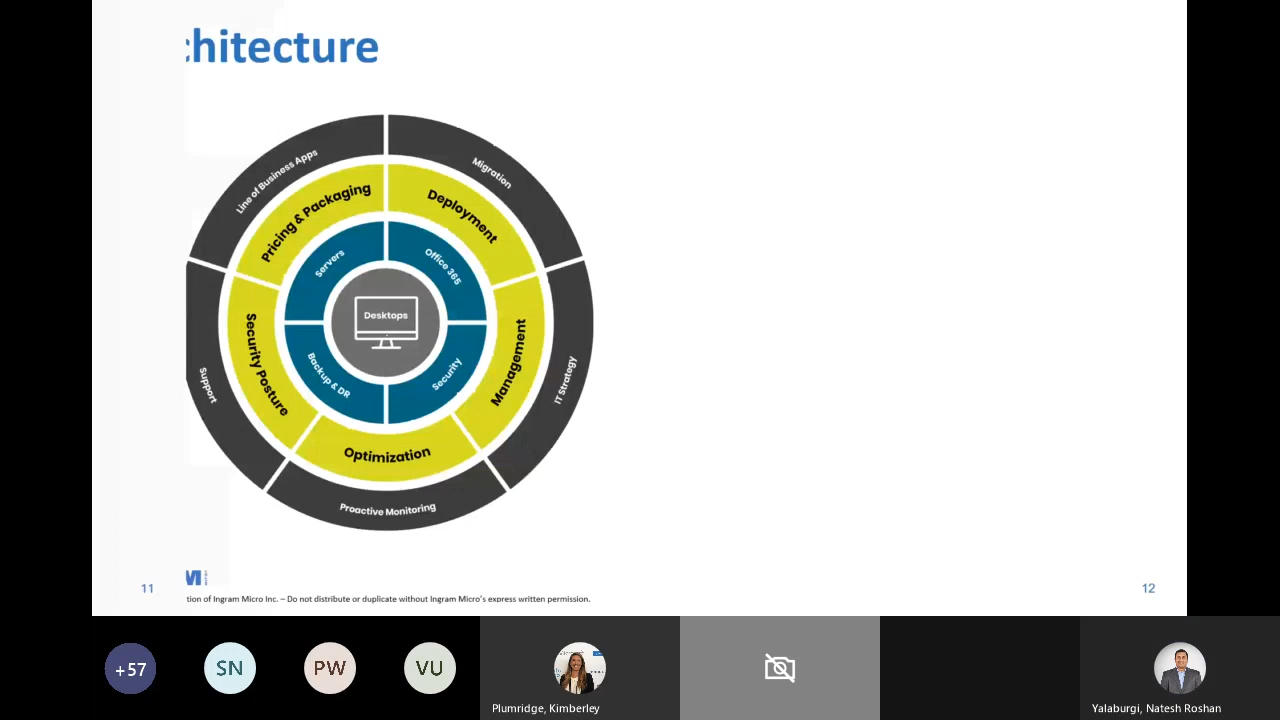 chitecture
Line of Business Apps
Migration
Pricing & Packaging
Deployment
Servers
Office 365
Desktops
Security Posture
Backup & DR
Security
Management
Support
IT Strategy
Optimization
Proactive Monitoring
11
12
tion of Ingram Micro Inc. – Do not distribute or duplicate without Ingram Micro's express written permission.
+57
SN
PW
VU
Plumridge, Kimberley
Yalaburgi, Natesh Roshan